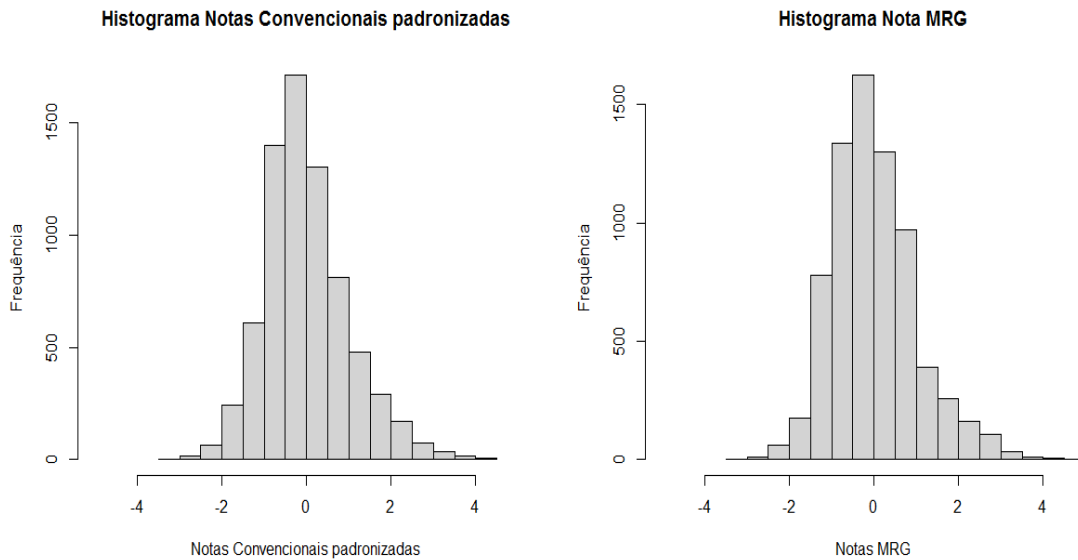 Histograma Notas Convencionais padronizadas
Frequência
1500
1000
500
0
-4 -2 0 2 4
Notas Convencionais padronizadas
Histograma Nota MRG
Frequência
1500
1000
500
0
-4 -2 0 2 4
Notas MRG